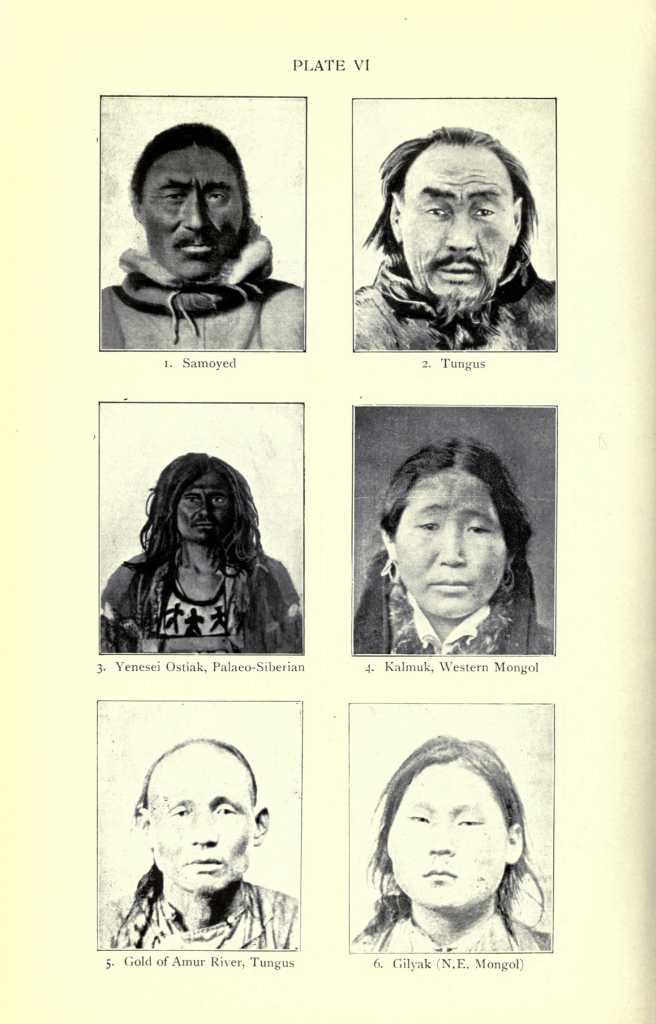 PLATE VI
1. Samoyed
2. Tungus
3. Yenesei Ostiak, Palaeo-Siberian
4. Kalmuk, Western Mongol
5. Gold of Amur River, Tungus
6. Gilyak (N.E. Mongol)